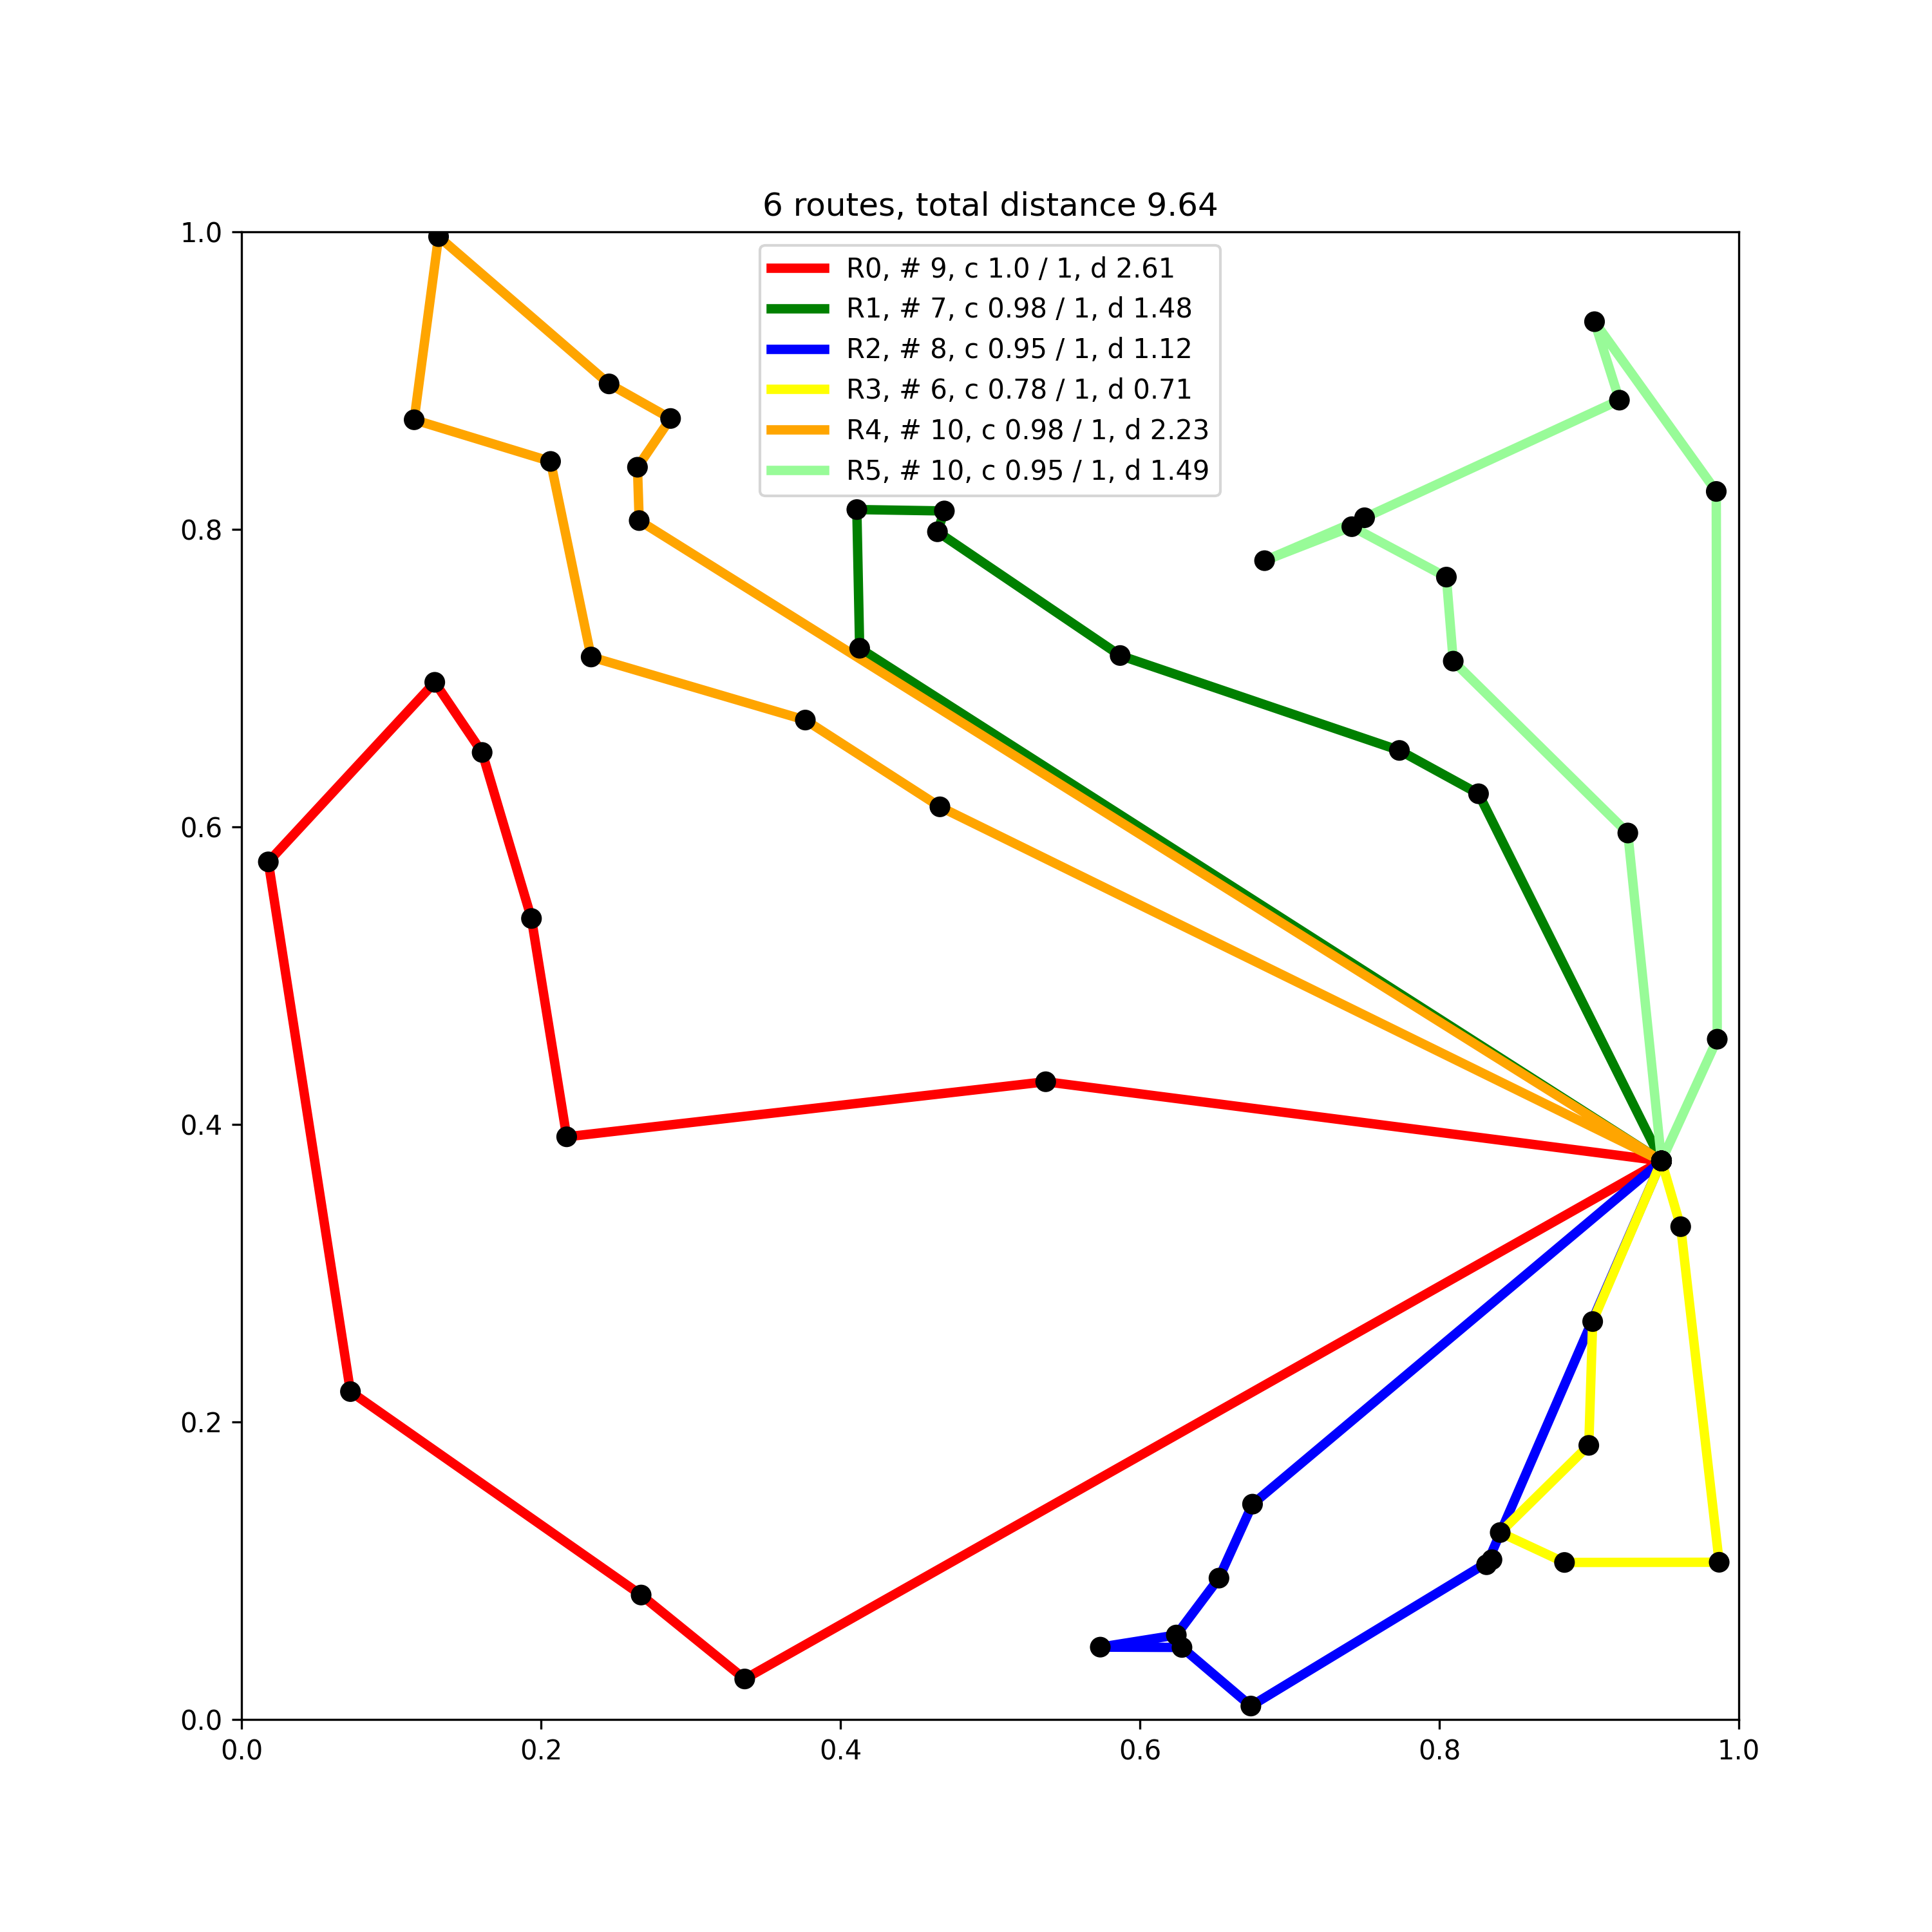 6 routes, total distance 9.64
R0, # 9, c 1.0 / 1, d 2.61
R1, # 7, c 0.98 / 1, d 1.48
R2, # 8, c 0.95 / 1, d 1.12
R3, # 6, c 0.78 / 1, d 0.71
R4, # 10, c 0.98 / 1, d 2.23
R5, # 10, c 0.95 / 1, d 1.49
1.0
0.8
0.6
0.4
0.2
0.0
0.0 0.2 0.4 0.6 0.8 1.0